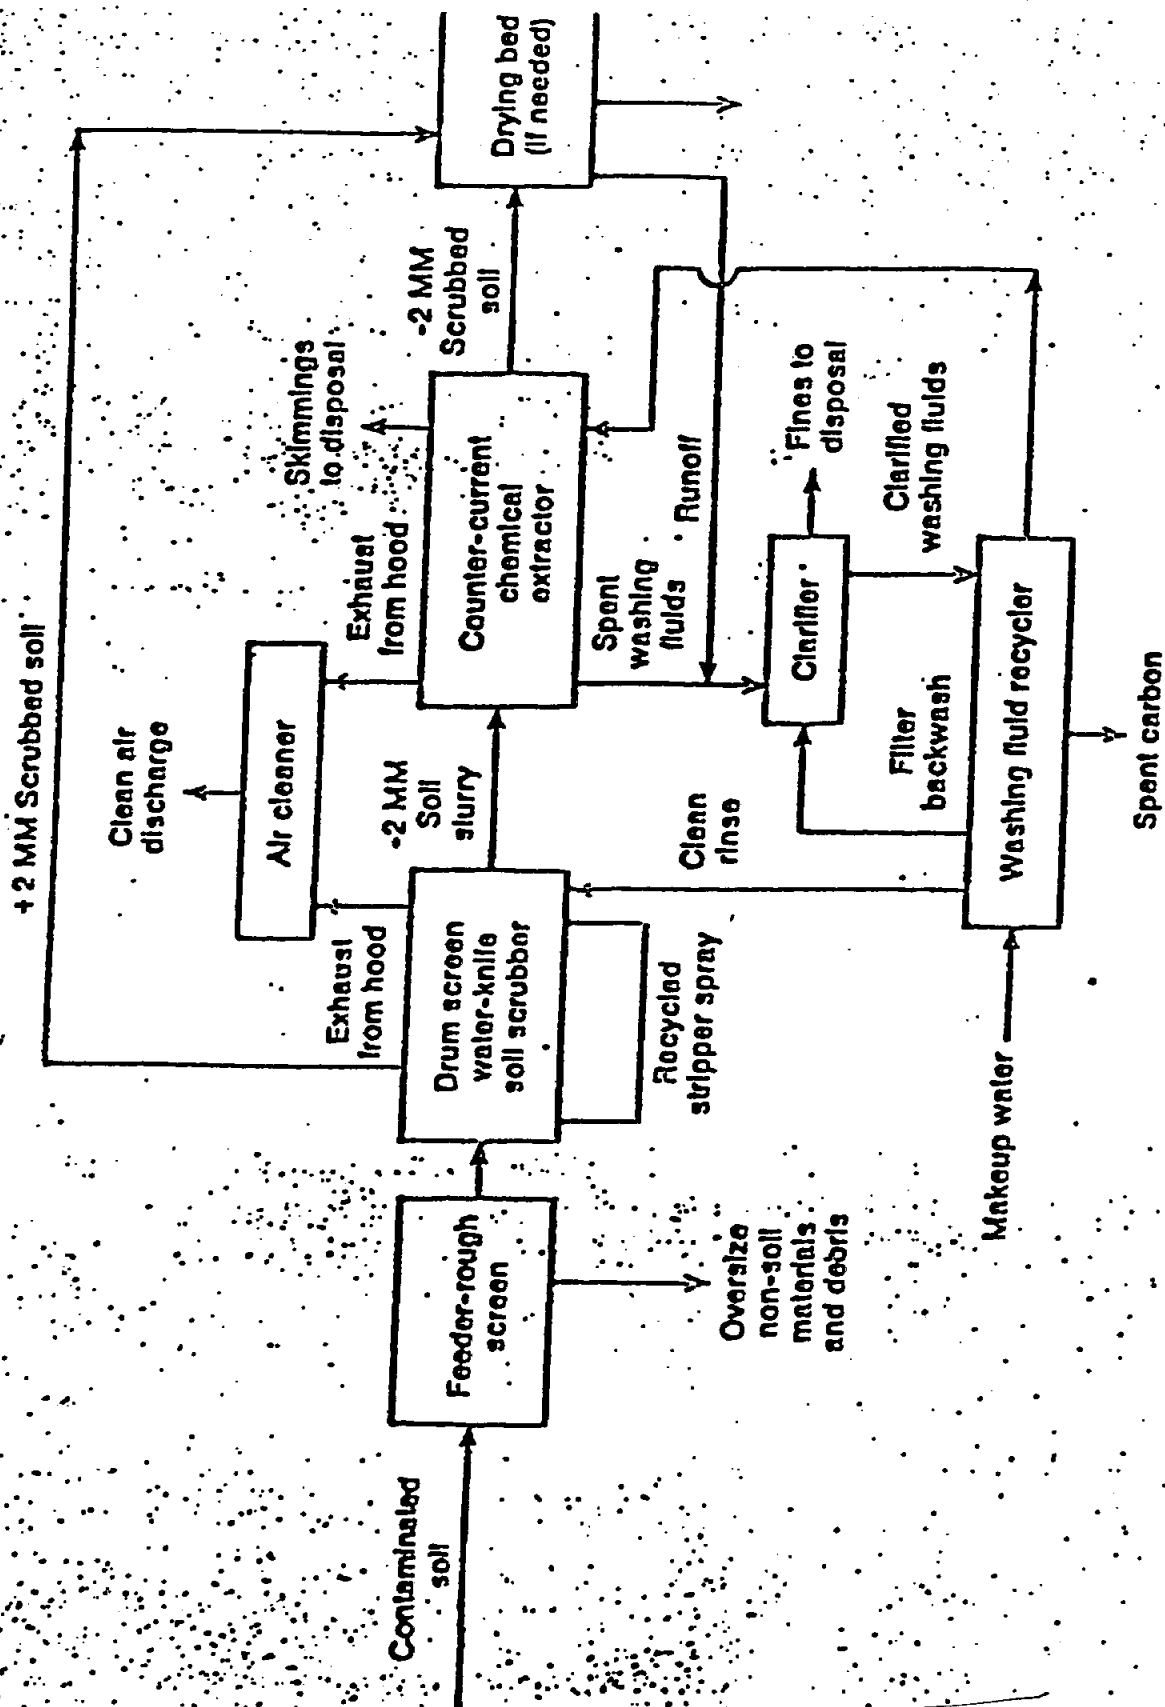 +2 MM Scrubbed soil
Clean air
discharge
Air cleaner
Exhaust
from hood
Exhaust
from hood
Skimmings
to disposal
Contaminated
soil
Feeder-rough
screen
Drum screen
water-knife
soil scrubber
-2 MM
Soil
slurry
Counter-current
chemical
extractor
-2 MM
Scrubbed
soil
Drying bed
(If needed)
Oversize
non-soil
materials
and debris
Recycled
stripper spray
Clean
rinse
Spent
washing
fluids
Runoff
Clarifier
Fines to
disposal
Filter
backwash
Clarified
washing fluids
Makeup water
Washing fluid recycler
Spent carbon